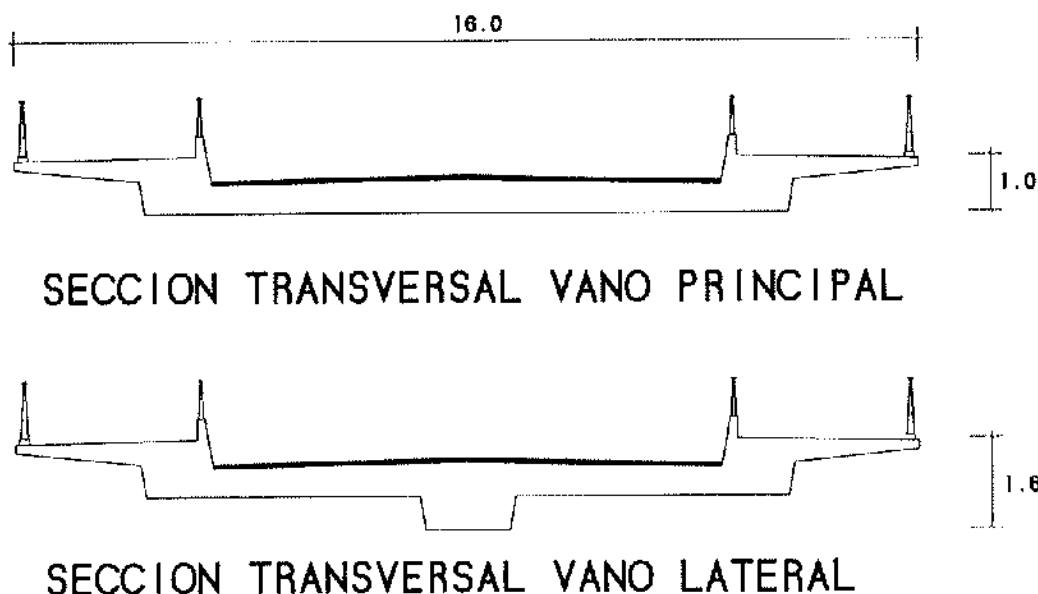 16.0
1.0
SECCION TRANSVERSAL VANO PRINCIPAL
1.6
SECCION TRANSVERSAL VANO LATERAL